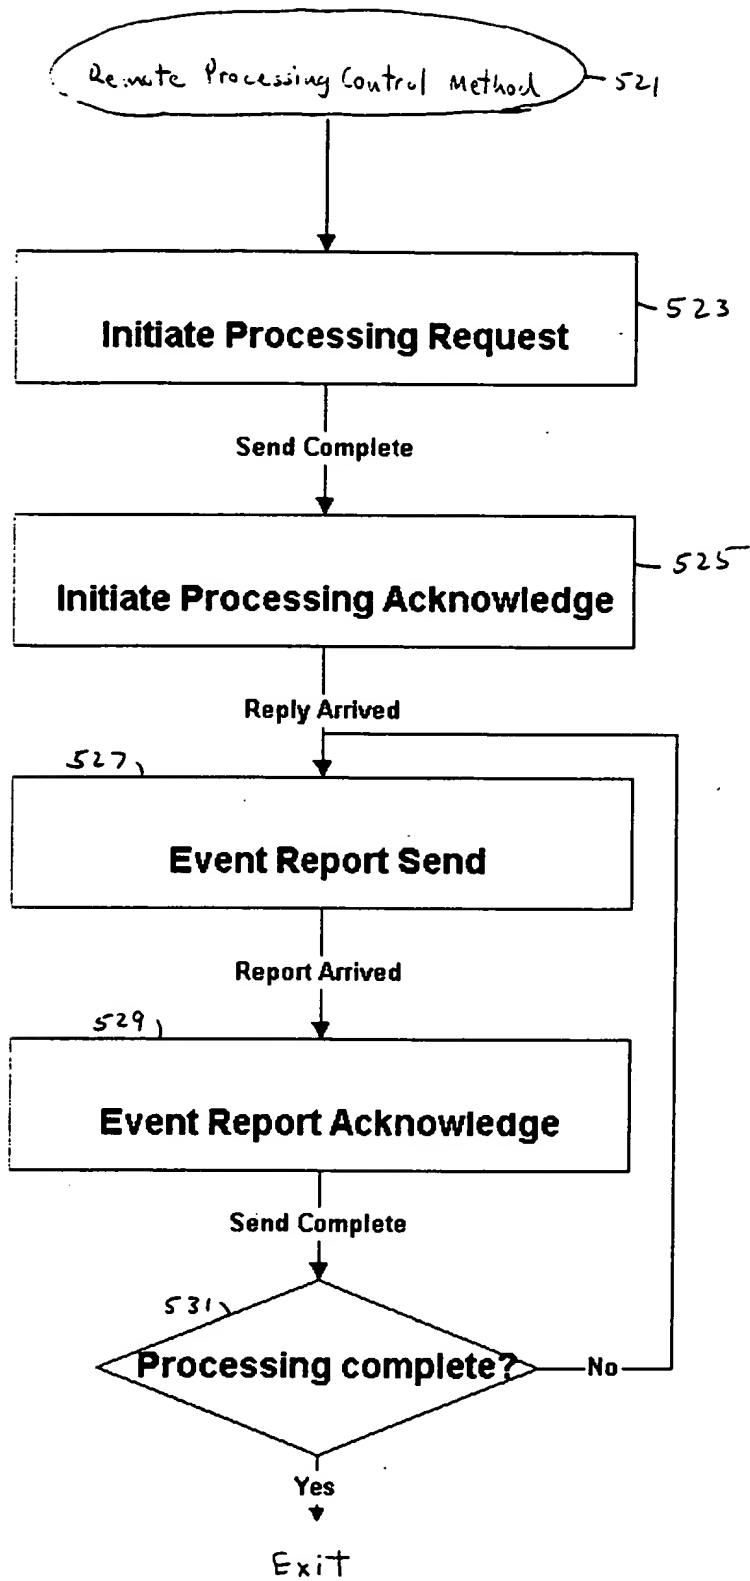 Remote Processing Control Method
521
Initiate Processing Request
523
Send Complete
Initiate Processing Acknowledge
525
Reply Arrived
527
Event Report Send
Report Arrived
529
Event Report Acknowledge
Send Complete
531
Processing complete?
No
Yes
Exit